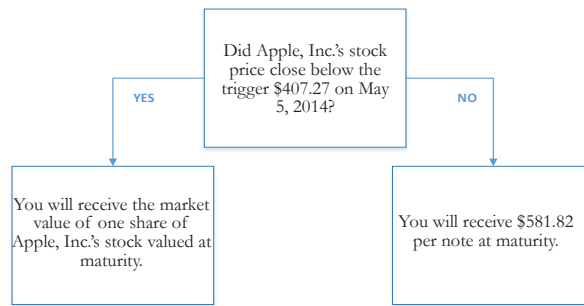 Did Apple, Inc.'s stock
price close below the
trigger $407.27 on May
5, 2014?
YES
NO
You will receive the market
value of one share of
Apple, Inc.'s stock valued at
maturity.
You will receive $581.82
per note at maturity.